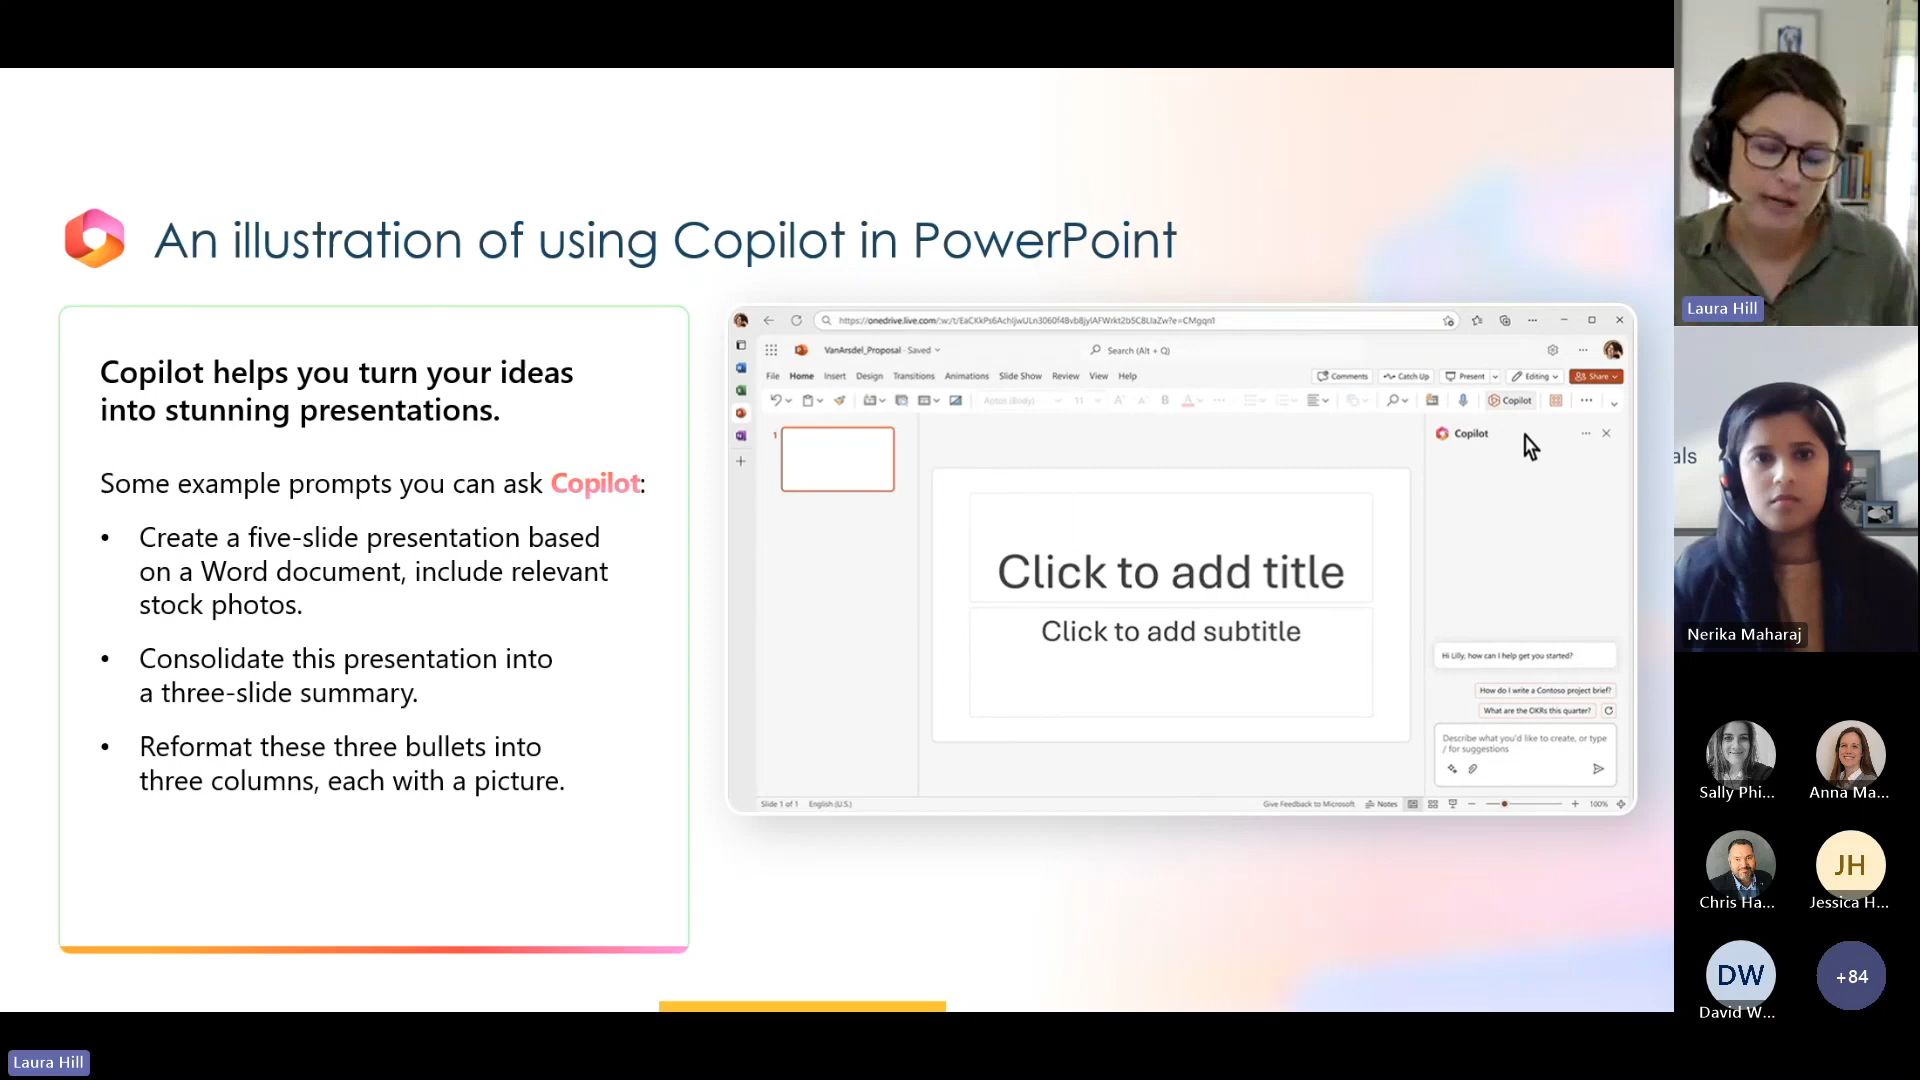 An illustration of using Copilot in PowerPoint
Copilot helps you turn your ideas
into stunning presentations.
Some example prompts you can ask Copilot:
• Create a five-slide presentation based
on a Word document, include relevant
stock photos.
• Consolidate this presentation into
a three-slide summary.
• Reformat these three bullets into
three columns, each with a picture.
VanArsdel_Proposal - Saved
Search (Alt + Q)
File Home Insert Design Transitions Animations Slide Show Review View Help
Comments Catch Up Present Editing Share
Aptos (Body) 11 A A B A Copilot
1
Copilot
Click to add title
Click to add subtitle
Hi Lilly, how can I help get you started?
How do I write a Contoso project brief?
What are the OKRs this quarter?
Describe what you'd like to create, or type
/ for suggestions
Slide 1 of 1 English (U.S.) Give Feedback to Microsoft Notes 100%
Laura Hill
als
Nerika Maharaj
Sally Phi...
Anna Ma...
Chris Ha...
JH
Jessica H...
DW
David W...
+84
Laura Hill